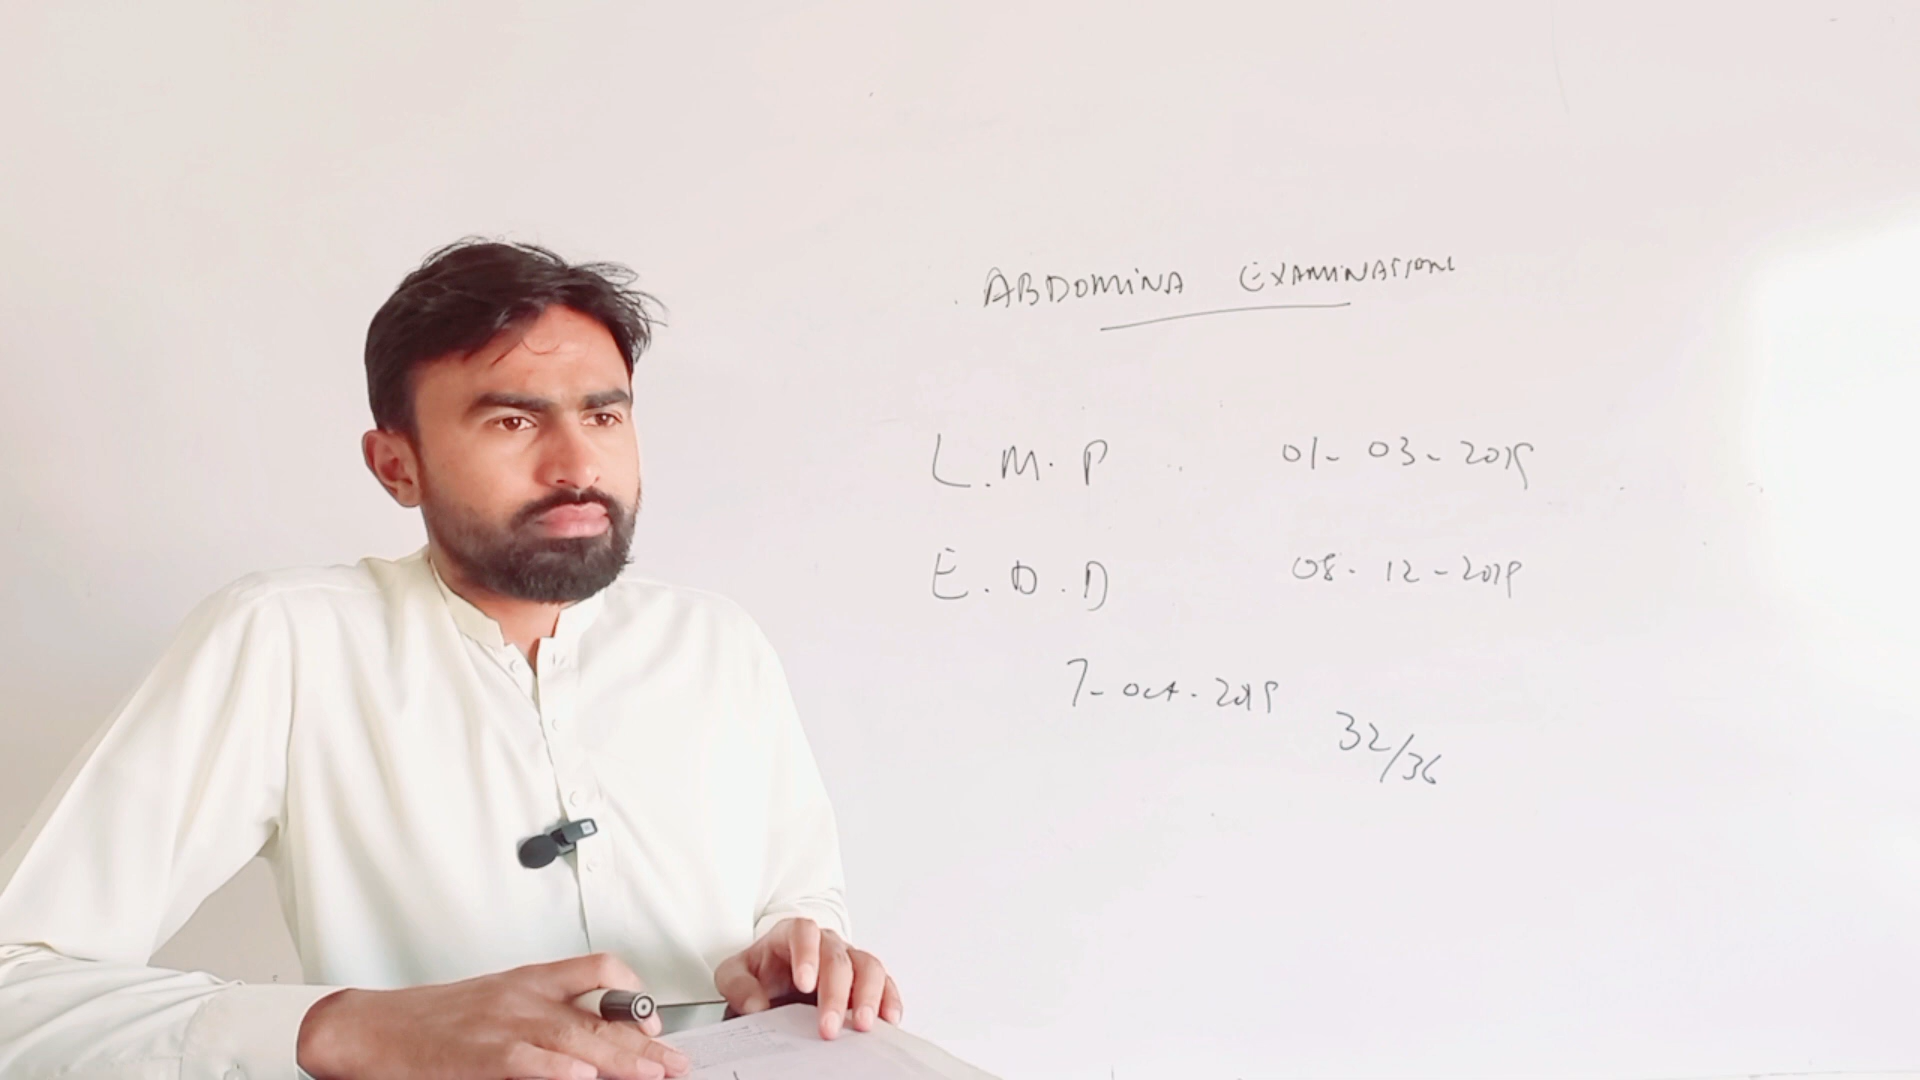 ABDOMINA EXAMINATION
L.M.P 01-03-2019
E.D.D 08-12-2019
7-Oct-2019
32/36